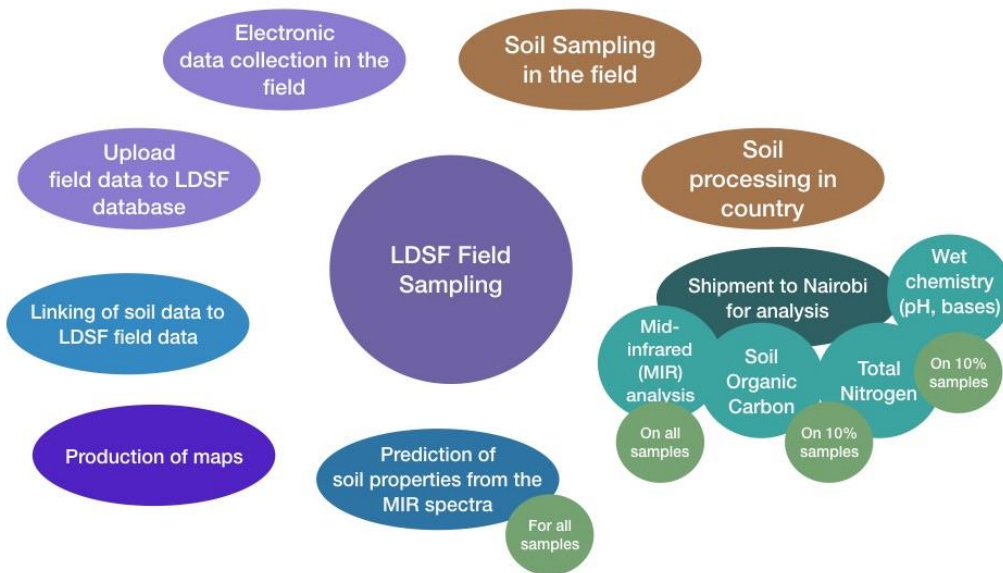 Electronic
data collection in the
field
Soil Sampling
in the field
Upload
field data to LDSF
database
Soil
processing in
country
LDSF Field
Sampling
Shipment to Nairobi
for analysis
Wet
chemistry
(pH, bases)
Linking of soil data to
LDSF field data
Mid-
infrared
(MIR)
analysis
Soil
Organic
Carbon
Total
Nitrogen
On 10%
samples
On all
samples
On 10%
samples
Production of maps
Prediction of
soil properties from the
MIR spectra
For all
samples